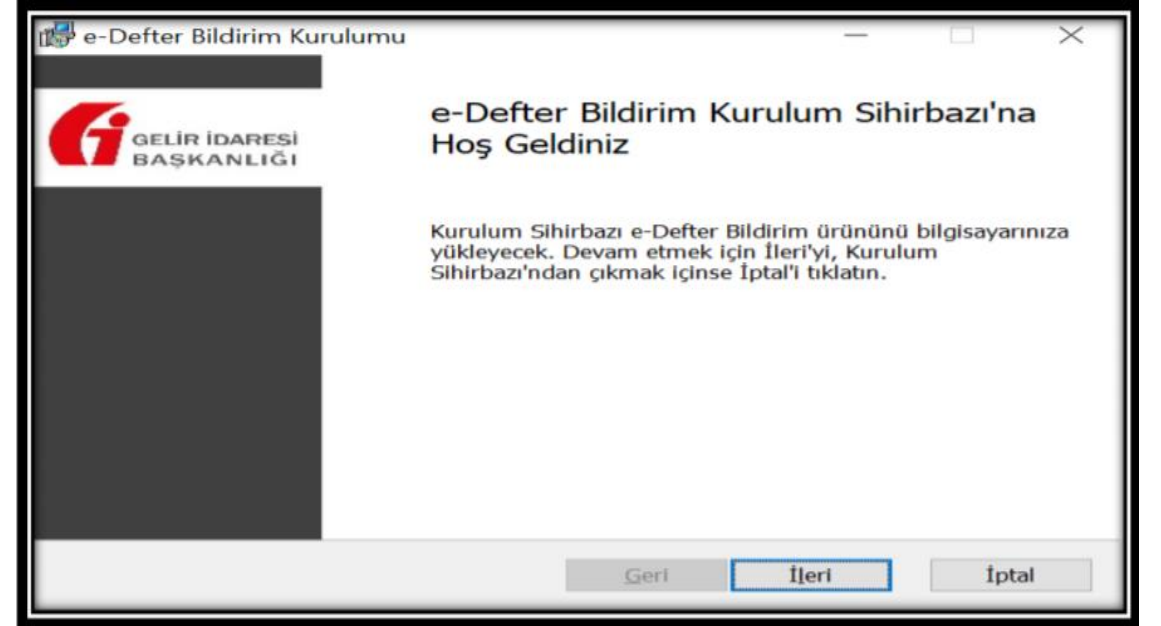 e-Defter Bildirim Kurulumu
GELİR İDARESİ
BAŞKANLIĞI
e-Defter Bildirim Kurulum Sihirbazı'na
Hoş Geldiniz
Kurulum Sihirbazı e-Defter Bildirim ürününü bilgisayarınıza
yükleyecek. Devam etmek için İleri'yi, Kurulum
Sihirbazı'ndan çıkmak içinse İptal'i tıklatın.
Geri İleri İptal